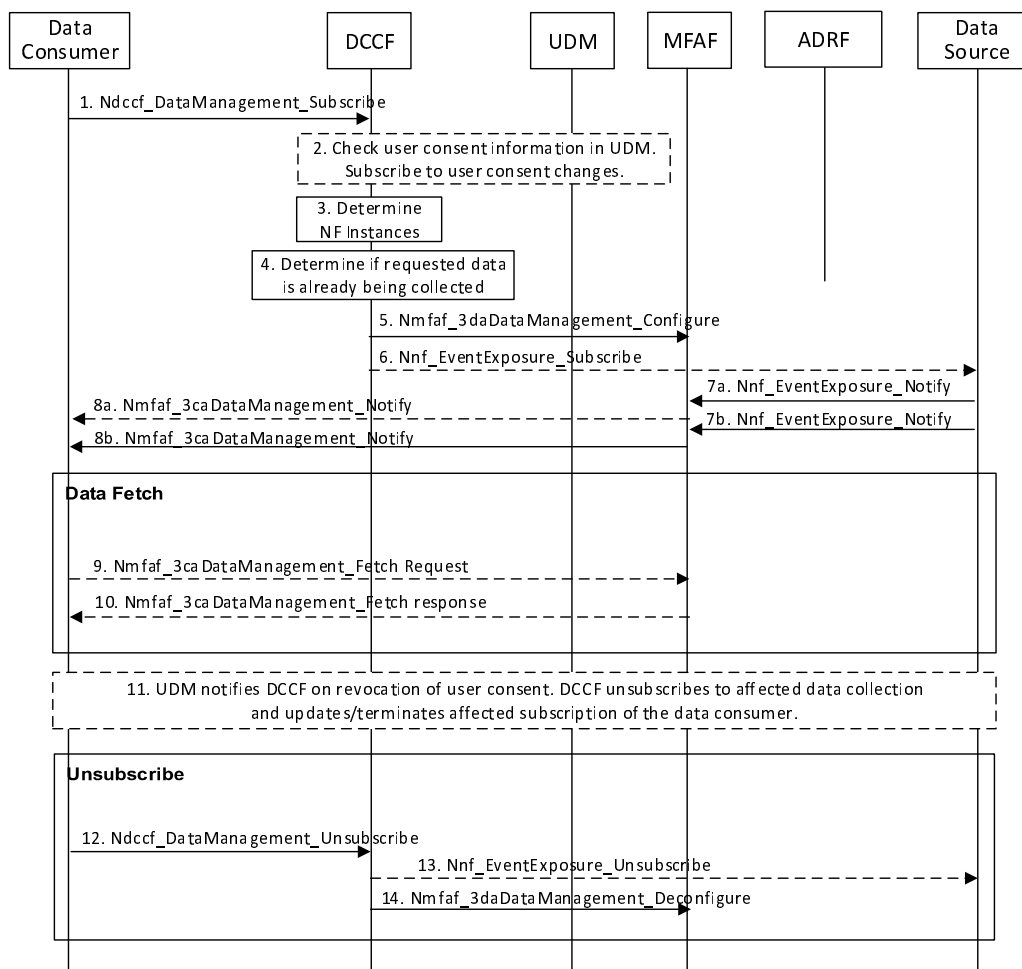 Data
Consumer
DCCF
UDM
MFAF
ADRF
Data
Source
1. Ndccf_DataManagement_Subscribe
2. Check user consent information in UDM.
Subscribe to user consent changes.
3. Determine
NF Instances
4. Determine if requested data
is already being collected
5. Nmfaf_3daDataManagement_Configure
6. Nnf_EventExposure_Subscribe
7a. Nnf_EventExposure_Notify
8a. Nmfaf_3caDataManagement_Notify
7b. Nnf_EventExposure_Notify
8b. Nmfaf_3caDataManagement_Notify
Data Fetch
9. Nmfaf_3caDataManagement_Fetch Request
10. Nmfaf_3caDataManagement_Fetch response
11. UDM notifies DCCF on revocation of user consent. DCCF unsubscribes to affected data collection
and updates/terminates affected subscription of the data consumer.
Unsubscribe
12. Ndccf_DataManagement_Unsubscribe
13. Nnf_EventExposure_Unsubscribe
14. Nmfaf_3daDataManagement_Deconfigure